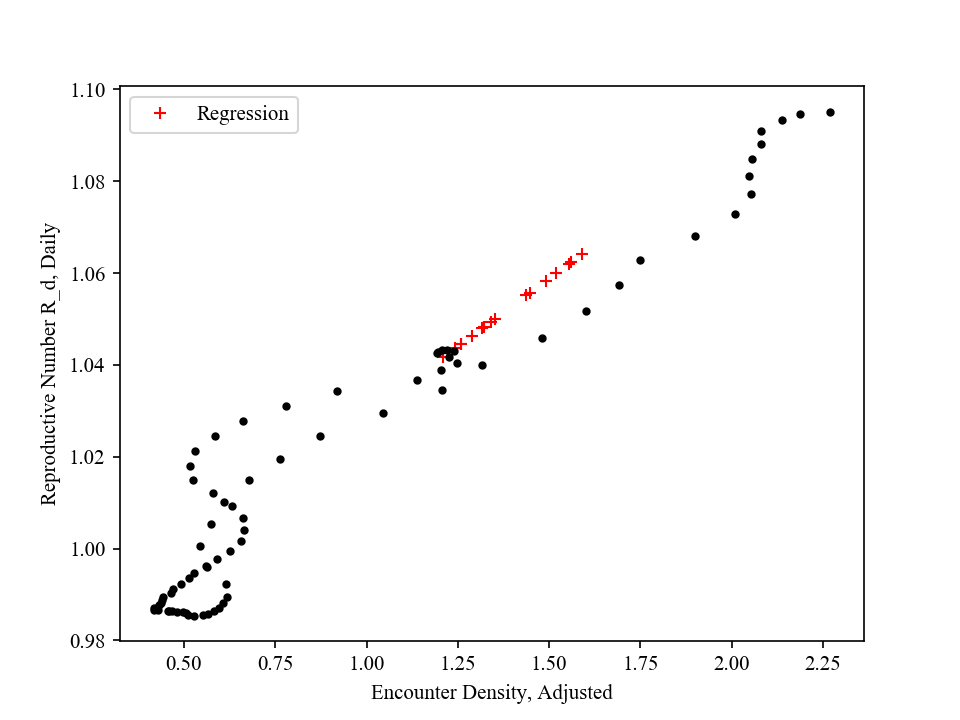 1.10
Regression
1.08
1.06
1.04
1.02
1.00
0.98
Reproductive Number R_d, Daily
0.50 0.75 1.00 1.25 1.50 1.75 2.00 2.25
Encounter Density, Adjusted